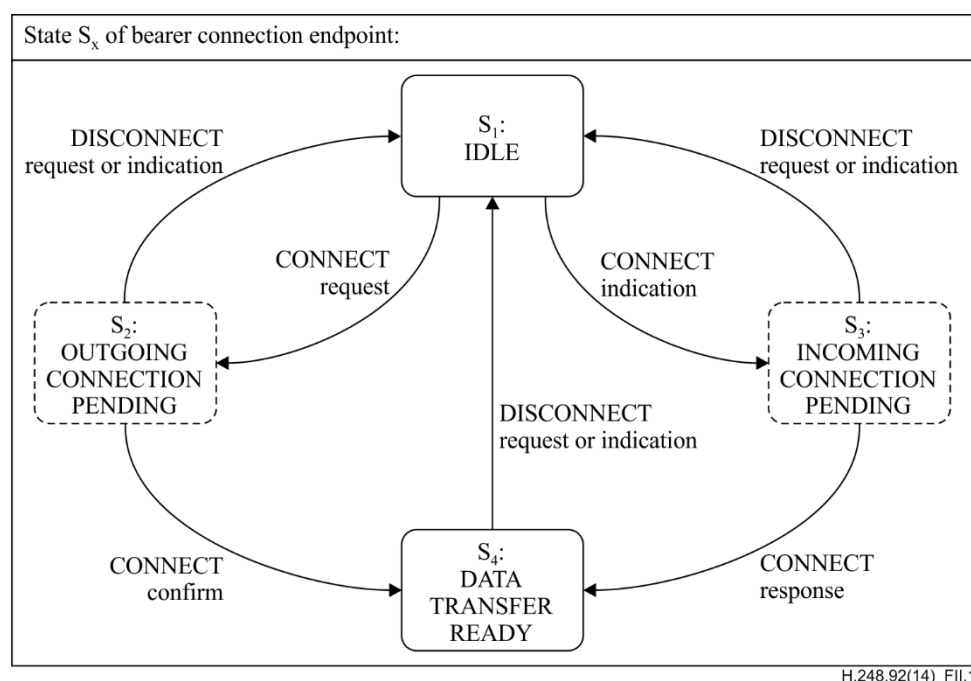 State Sₓ of bearer connection endpoint:
S₁:
IDLE
DISCONNECT
request or indication
DISCONNECT
request or indication
CONNECT
request
CONNECT
indication
S₂:
OUTGOING
CONNECTION
PENDING
S₃:
INCOMING
CONNECTION
PENDING
DISCONNECT
request or indication
CONNECT
confirm
S₄:
DATA
TRANSFER
READY
CONNECT
response
H.248.92(14)_FII.1